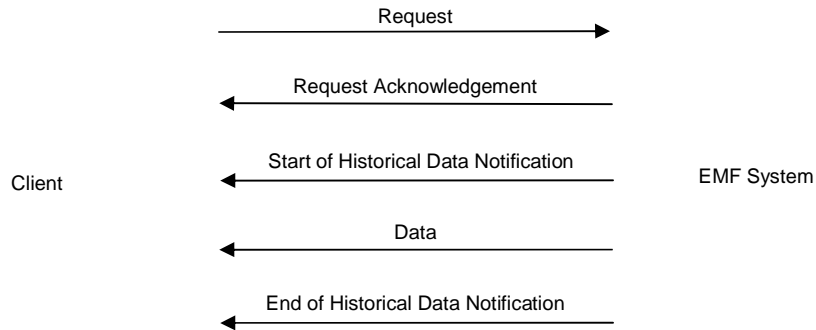 Request
Request Acknowledgement
Start of Historical Data Notification
Client
EMF System
Data
End of Historical Data Notification